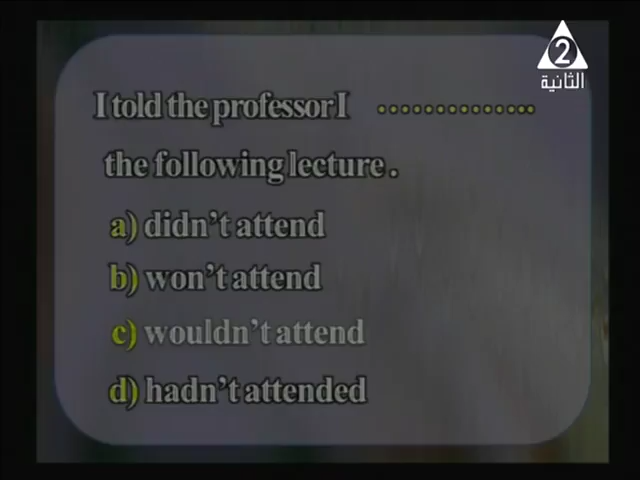 2
الثانية
I told the professor I ..............
the following lecture .
a) didn't attend
b) won't attend
c) wouldn't attend
d) hadn't attended